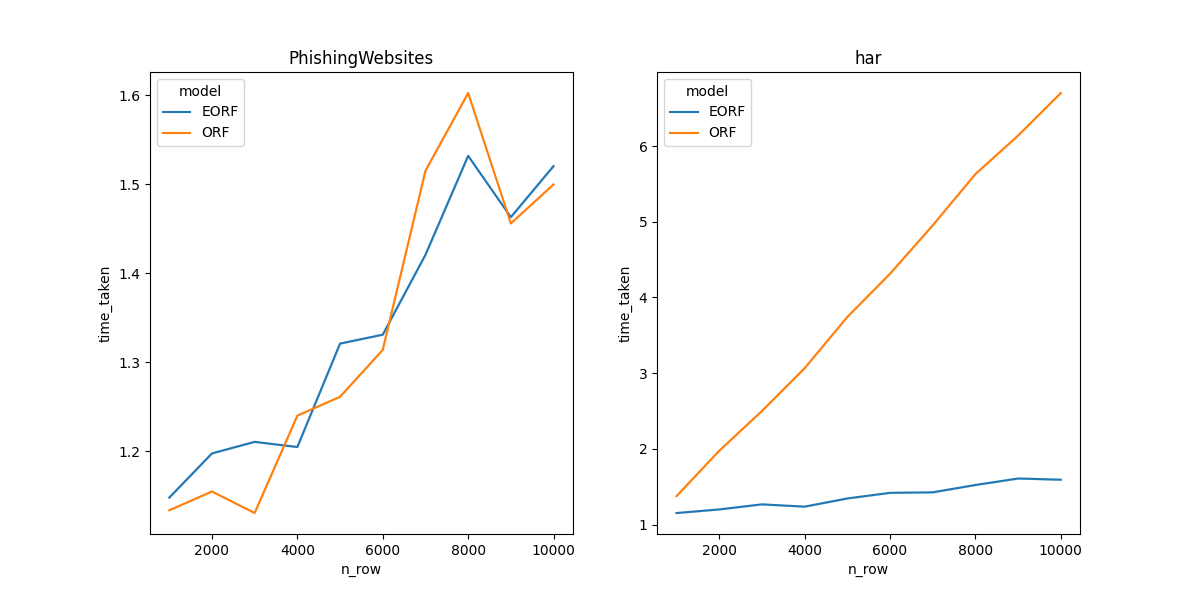 PhishingWebsites
model
EORF
ORF
1.6
1.5
1.4
1.3
1.2
time_taken
2000
4000
6000
8000
10000
n_row
har
model
EORF
ORF
6
5
4
3
2
1
time_taken
2000
4000
6000
8000
10000
n_row